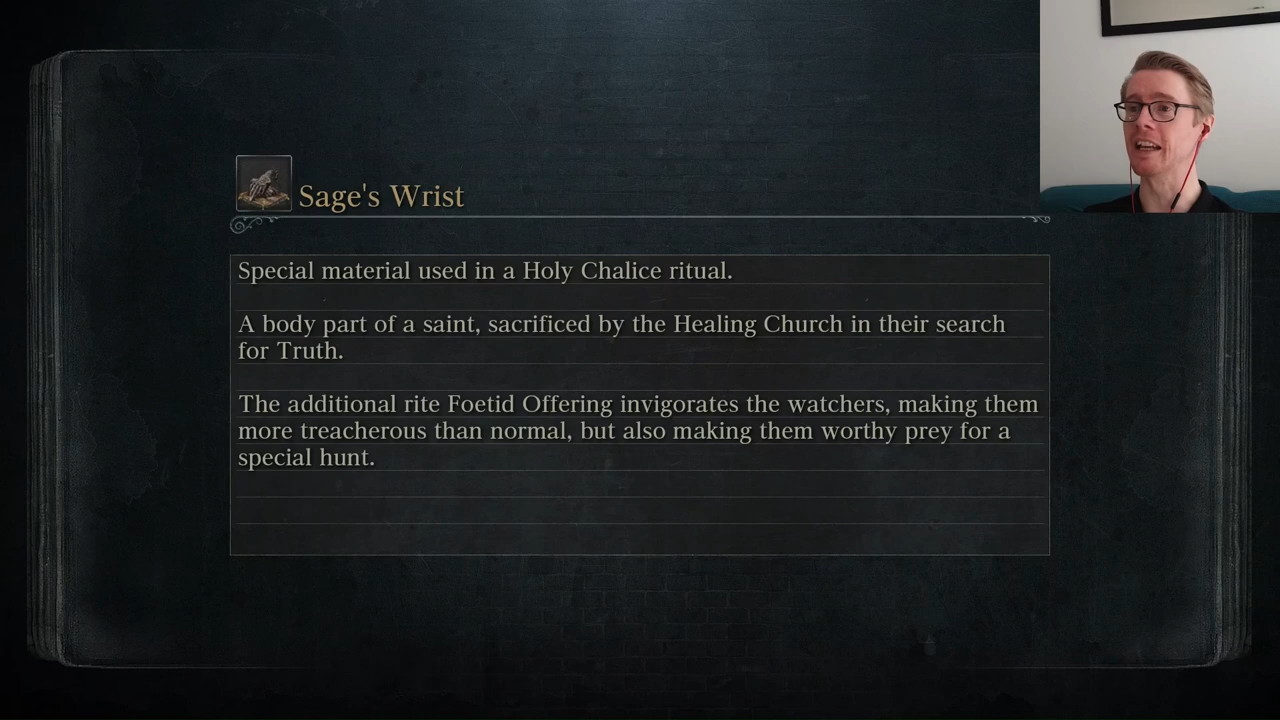 Sage's Wrist
Special material used in a Holy Chalice ritual.
A body part of a saint, sacrificed by the Healing Church in their search
for Truth.
The additional rite Foetid Offering invigorates the watchers, making them
more treacherous than normal, but also making them worthy prey for a
special hunt.